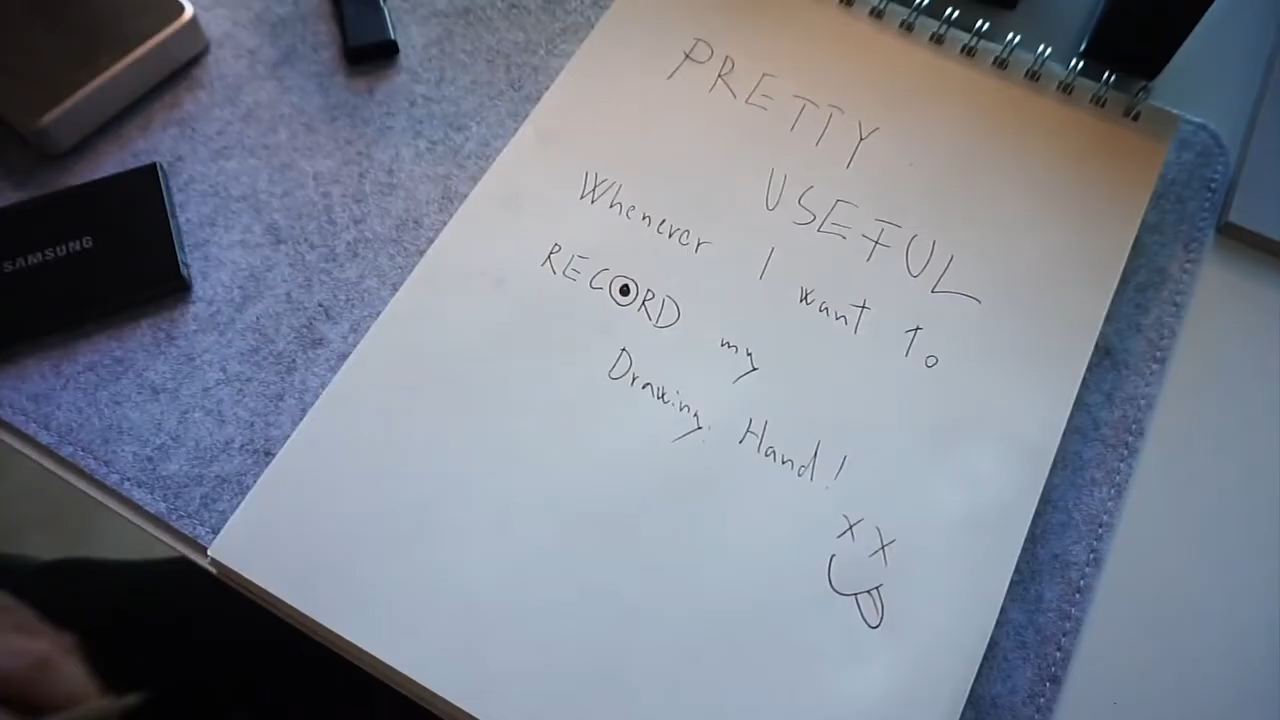 PRETTY
USEFUL
Whenever I want To
RECORD my
Drawing Hand!
SAMSUNG